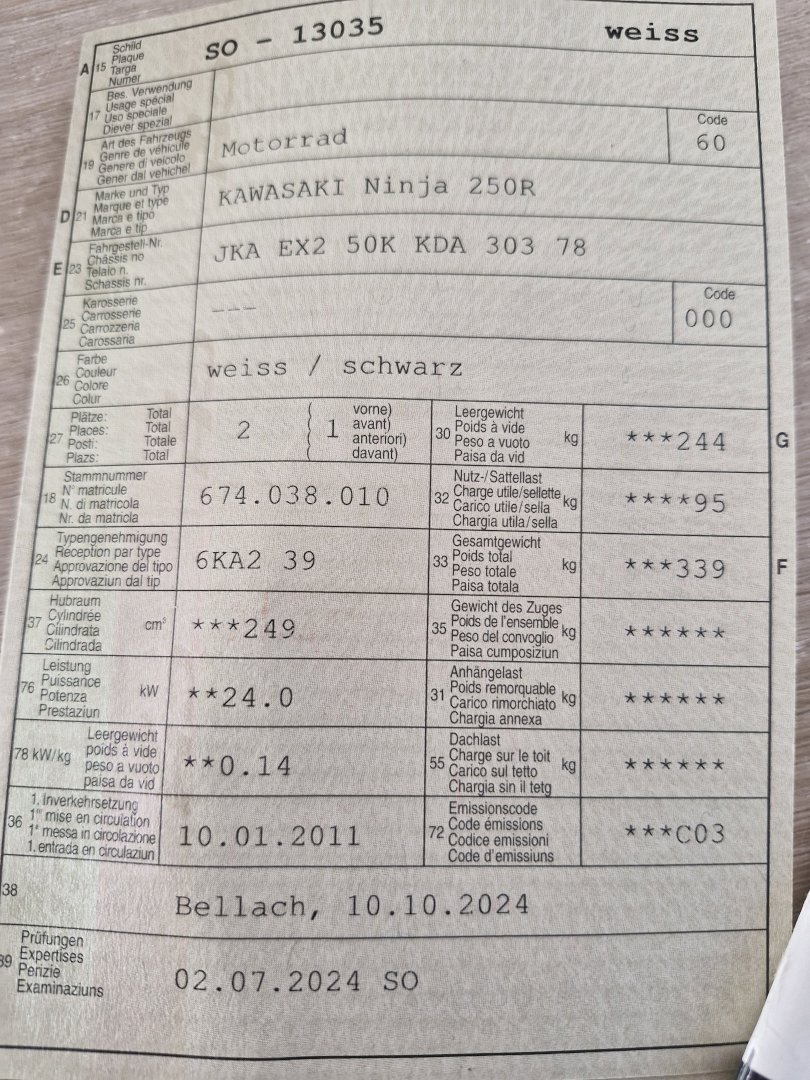 A 15 Schild SO - 13035 weiss
Plaque
Targa
Numer
17 Bes. Verwendung
Usage spécial
Uso speciale
Diever spezial
19 Art des Fahrzeugs Motorrad Code
Genre de véhicule 60
Genere di veicolo
Gener dal vehichel
D 21 Marke und Typ KAWASAKI Ninja 250R
Marque et type
Marca e tipo
Marca e tip
E 23 Fahrgestell-Nr. JKA EX2 50K KDA 303 78
Châssis no
Telaio n.
Schassis nr.
25 Karosserie --- Code
Carrosserie 000
Carrozzeria
Carossaria
26 Farbe weiss / schwarz
Couleur
Colore
Colur
27 Plätze: Total 2 ( 1 vorne)
Places: Total ( avant)
Posti: Totale ( anteriori)
Plazs: Total ( davant)
30 Leergewicht kg ***244 G
Poids à vide
Peso a vuoto
Paisa da vid
18 Stammnummer 674.038.010
N° matricule
N. di matricola
Nr. da matricla
32 Nutz-/Sattellast kg ****95
Charge utile/sellette
Carico utile/sella
Chargia utila/sella
24 Typengenehmigung 6KA2 39
Réception par type
Approvazione del tipo
Approvaziun dal tip
33 Gesamtgewicht kg ***339 F
Poids total
Peso totale
Paisa totala
37 Hubraum cm³ ***249
Cylindrée
Cilindrata
Cilindrada
35 Gewicht des Zuges kg ******
Poids de l'ensemble
Peso del convoglio
Paisa cumposiziun
76 Leistung kW **24.0
Puissance
Potenza
Prestaziun
31 Anhängelast kg ******
Poids remorquable
Carico rimorchiato
Chargia annexa
78 kW/kg Leergewicht **0.14
poids à vide
peso a vuoto
paisa da vid
55 Dachlast kg ******
Charge sur le toit
Carico sul tetto
Chargia sin il tetg
36 1. Inverkehrsetzung 10.01.2011
1re mise en circulation
1a messa in circolazione
1. entrada en circulaziun
72 Emissionscode ***C03
Code émissions
Codice emissioni
Code d'emissiuns
38 Bellach, 10.10.2024
39 Prüfungen 02.07.2024 SO
Expertises
Perizie
Examinaziuns